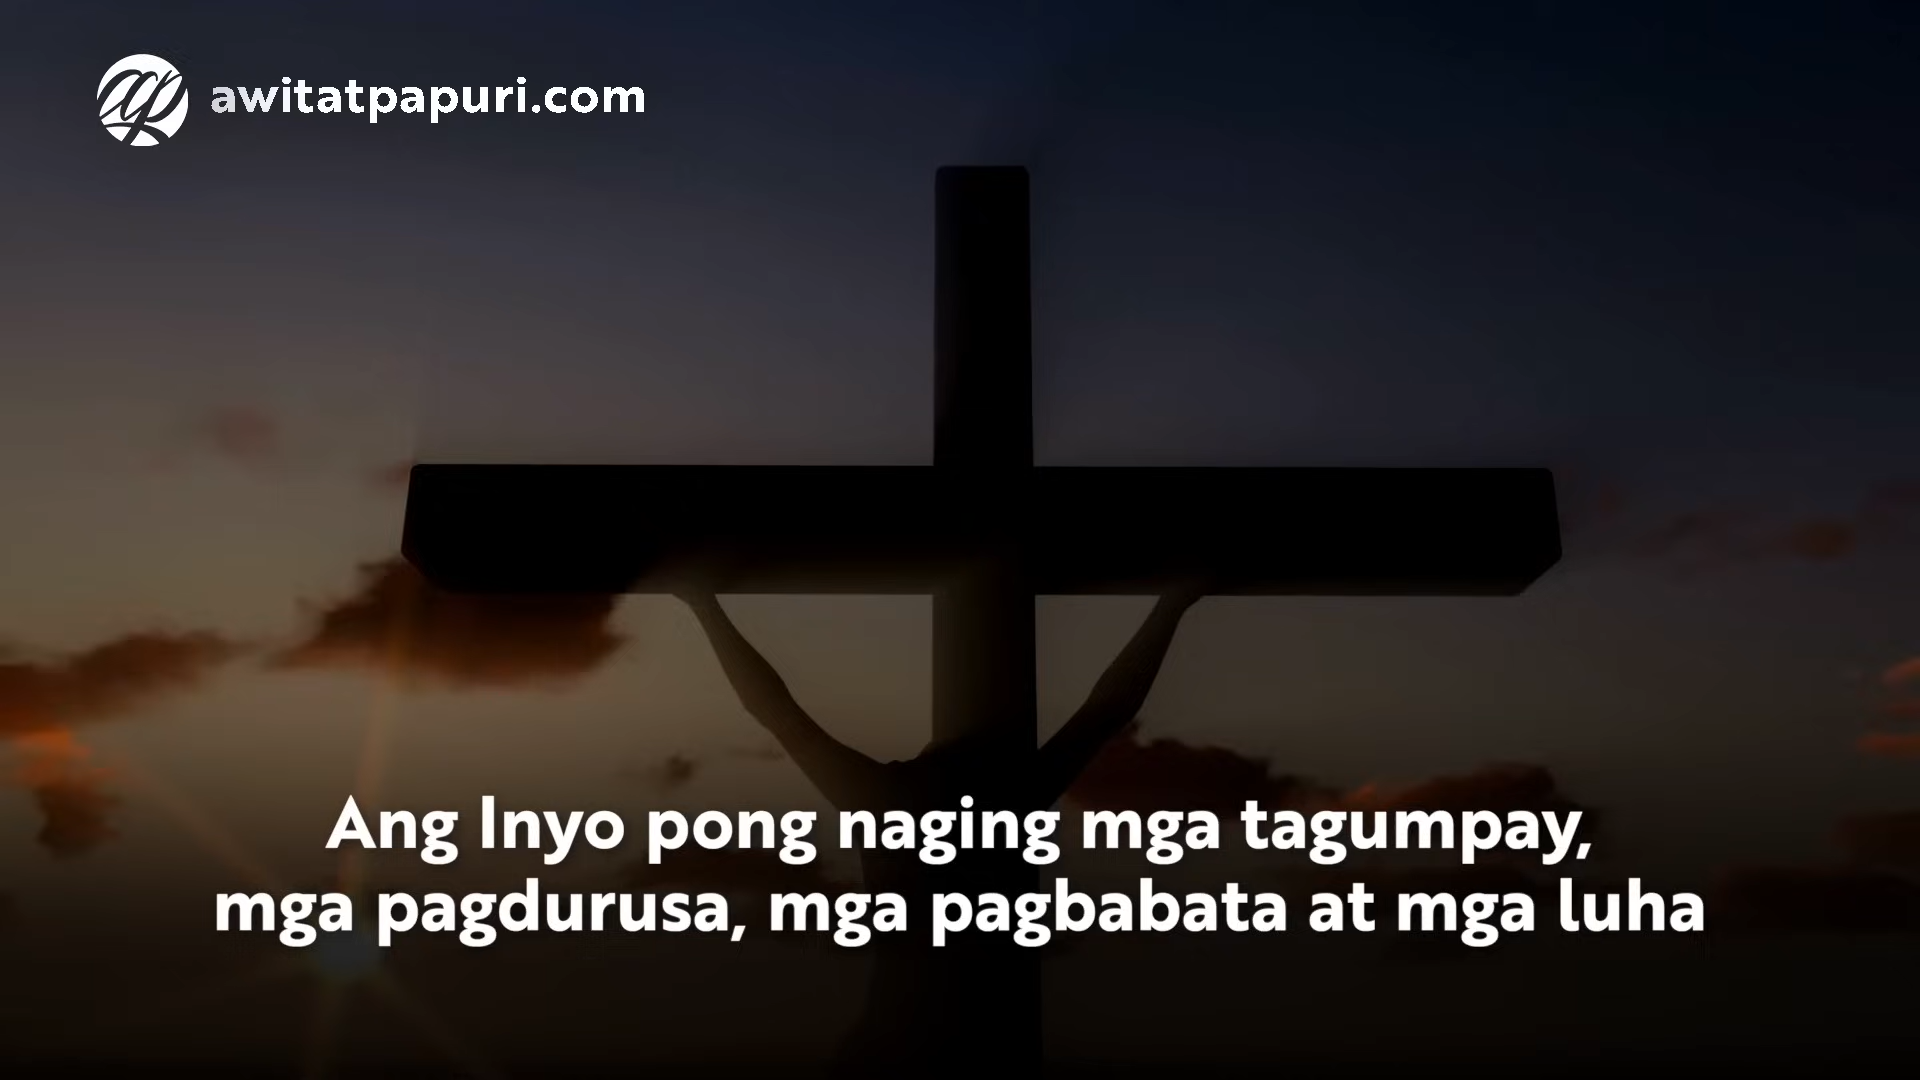 awitatpapuri.com
Ang Inyo pong naging mga tagumpay,
mga pagdurusa, mga pagbabata at mga luha